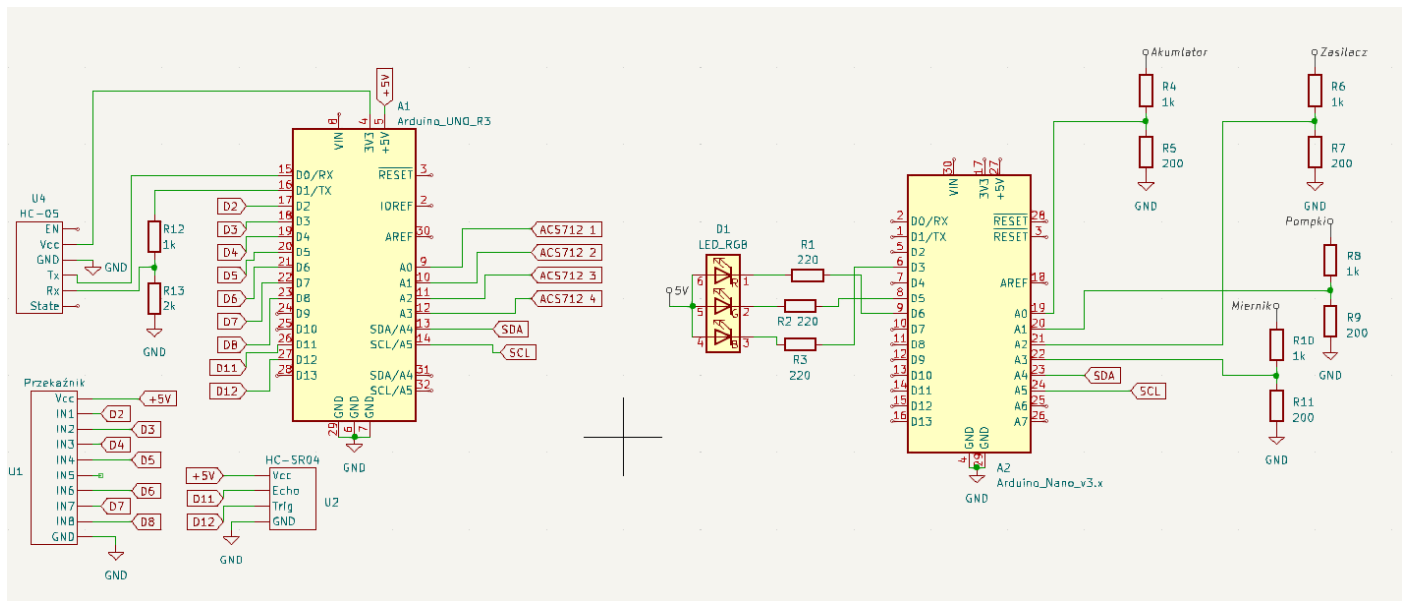 +5V
A1
Arduino_UNO_R3
8
4
5
VIN
3V3
+5V
15
D0/RX
RESET
3
16
D1/TX
D2
17
D2
IOREF
2
18
D3
D3
19
D4
AREF
30
D4
20
D5
D5
21
D6
A0
9
ACS712 1
22
D7
A1
10
ACS712 2
D6
23
D8
A2
11
ACS712 3
24
D9
A3
12
ACS712 4
D7
25
D10
SDA/A4
13
SDA
D8
26
D11
SCL/A5
14
SCL
D11
27
D12
28
D13
SDA/A4
31
D12
SCL/A5
32
GND
GND
GND
29
6
7
GND
U4
HC-05
EN
Vcc
GND
GND
Tx
Rx
State
R12
1k
R13
2k
GND
Przekaźnik
U1
Vcc
+5V
IN1
D2
IN2
D3
IN3
D4
IN4
D5
IN5
IN6
D6
IN7
D7
IN8
D8
GND
GND
HC-SR04
U2
+5V
Vcc
D11
Echo
D12
Trig
GND
GND
D1
LED_RGB
5V
6
R
1
5
G
2
4
B
3
R1
220
R2 220
R3
220
30
17
27
VIN
3V3
+5V
2
D0/RX
RESET
28
1
D1/TX
RESET
3
5
D2
6
D3
7
D4
AREF
18
8
D5
9
D6
A0
19
10
D7
A1
20
11
D8
A2
21
12
D9
A3
22
13
D10
A4
23
SDA
14
D11
A5
24
SCL
15
D12
A6
25
16
D13
A7
26
GND
GND
4
29
GND
A2
Arduino_Nano_v3.x
Akumlator
R4
1k
R5
200
GND
Zasilacz
R6
1k
R7
200
GND
Pompki
R8
1k
R9
200
GND
Miernik
R10
1k
R11
200
GND